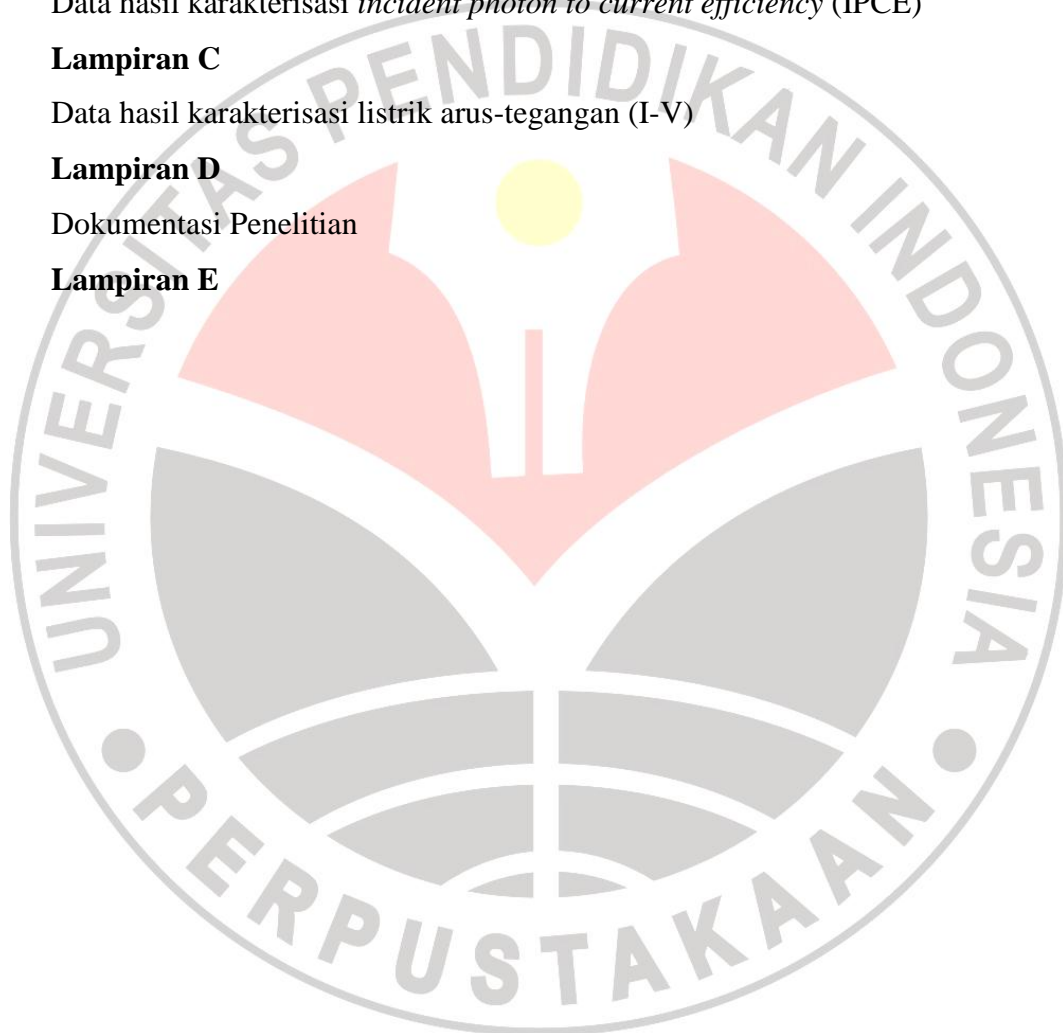 Data hasil karakterisasi incident photon to current efficiency (IPCE)
Lampiran C
Data hasil karakterisasi listrik arus-tegangan (I-V)
Lampiran D
Dokumentasi Penelitian
Lampiran E
UNIVERSITAS PENDIDIKAN INDONESIA
PERPUSTAKAAN